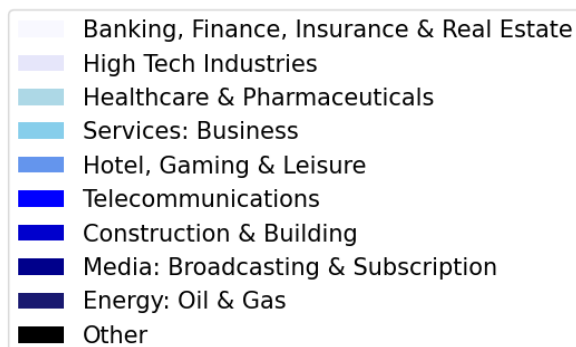 Banking, Finance, Insurance & Real Estate
High Tech Industries
Healthcare & Pharmaceuticals
Services: Business
Hotel, Gaming & Leisure
Telecommunications
Construction & Building
Media: Broadcasting & Subscription
Energy: Oil & Gas
Other